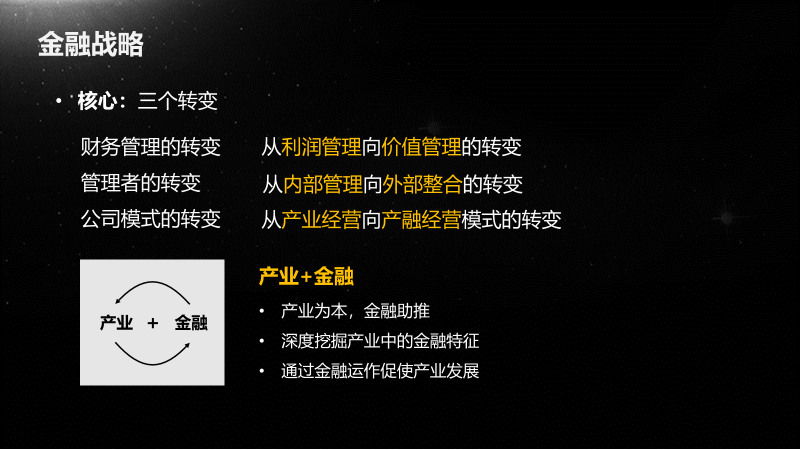 金融战略
• 核心：三个转变
财务管理的转变 从利润管理向价值管理的转变
管理者的转变 从内部管理向外部整合的转变
公司模式的转变 从产业经营向产融经营模式的转变
产业 + 金融
产业+金融
• 产业为本，金融助推
• 深度挖掘产业中的金融特征
• 通过金融运作促使产业发展